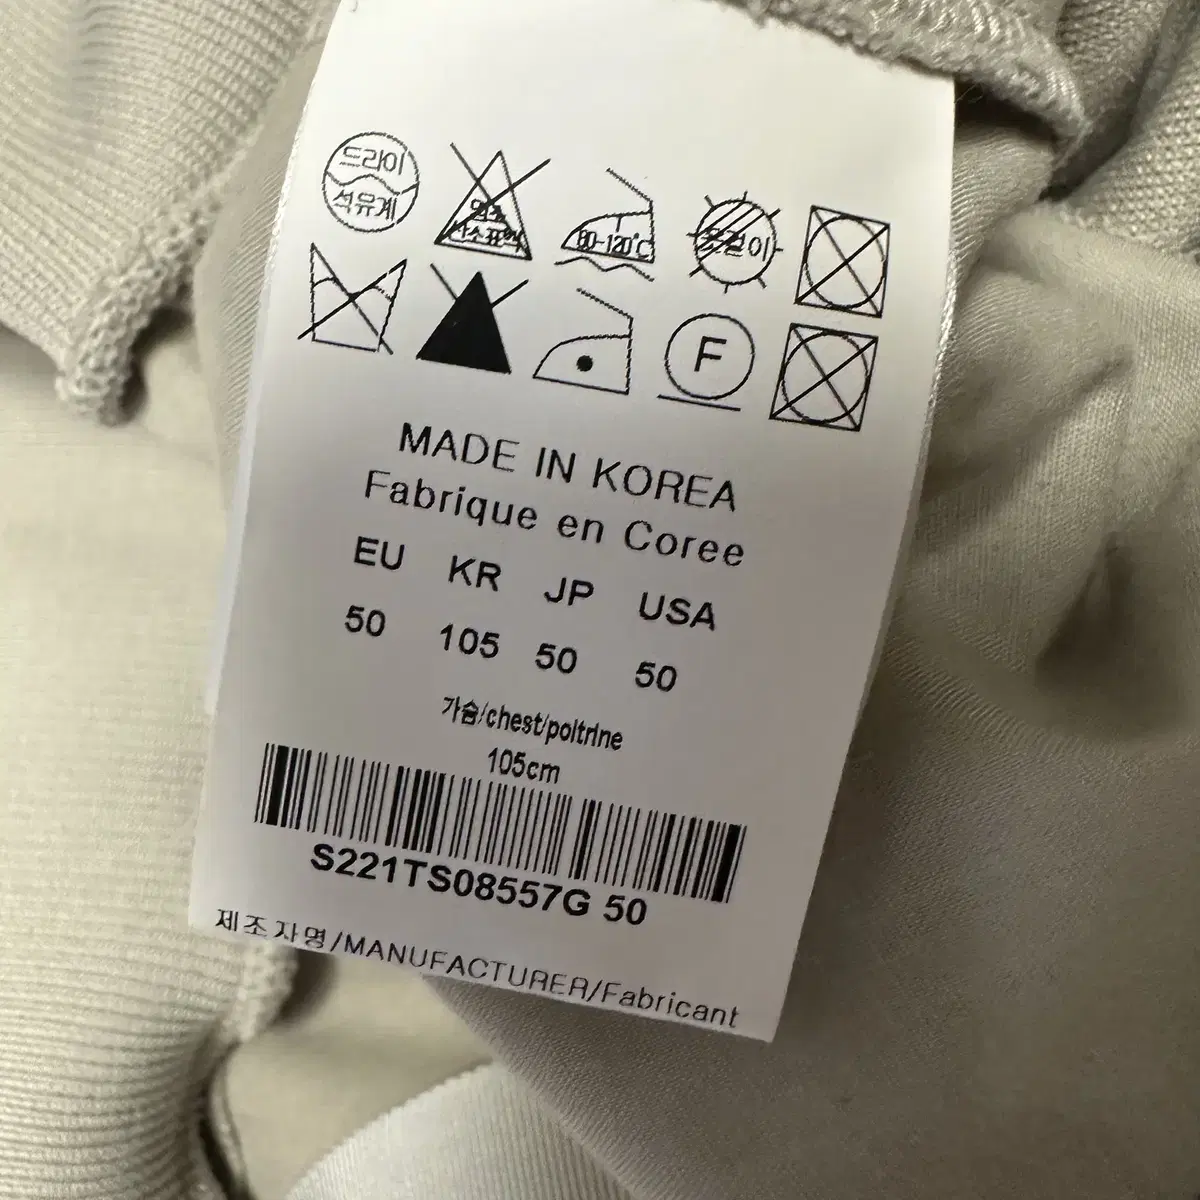 드라이
석유계
염소
산소표백
80-120°C
옷걸이
F
MADE IN KOREA
Fabrique en Coree
EU KR JP USA
50 105 50 50
가슴/chest/poitrine
105cm
S221TS08557G 50
제조자명/MANUFACTURER/Fabricant